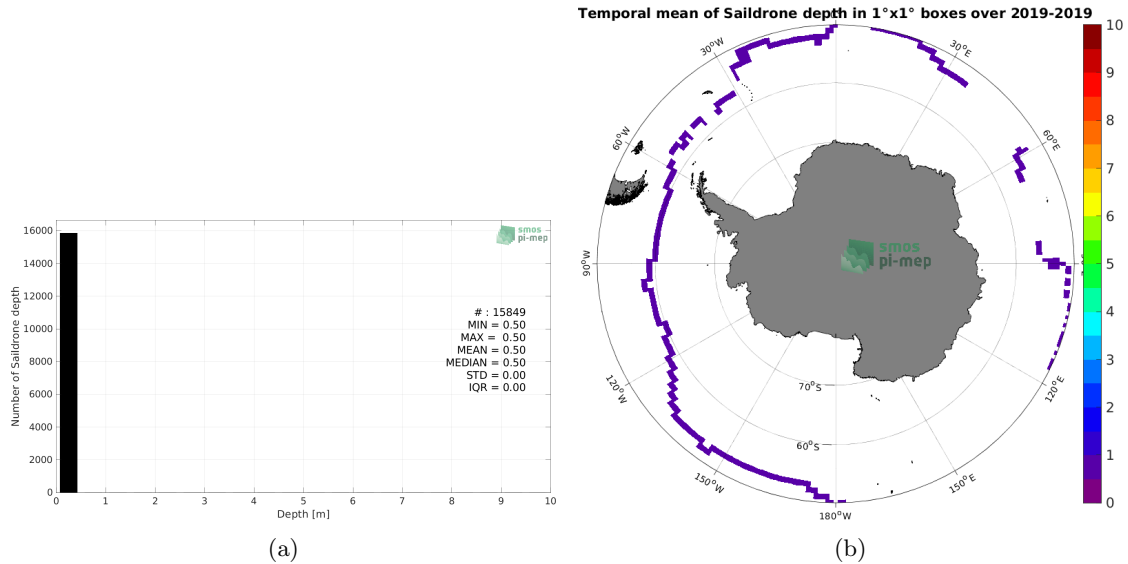 Temporal mean of Saildrone depth in 1°x1° boxes over 2019-2019
16000
14000
12000
10000
8000
6000
4000
2000
0
Number of Saildrone depth
0 1 2 3 4 5 6 7 8 9 10
Depth [m]
smos
pi-mep
# : 15849
MIN = 0.50
MAX = 0.50
MEAN = 0.50
MEDIAN = 0.50
STD = 0.00
IQR = 0.00
(a)
30°W
0°
30°E
60°W
60°E
90°W
smos
pi-mep
120°W
120°E
70°S
60°S
150°W
150°E
180°W
10
9
8
7
6
5
4
3
2
1
0
(b)